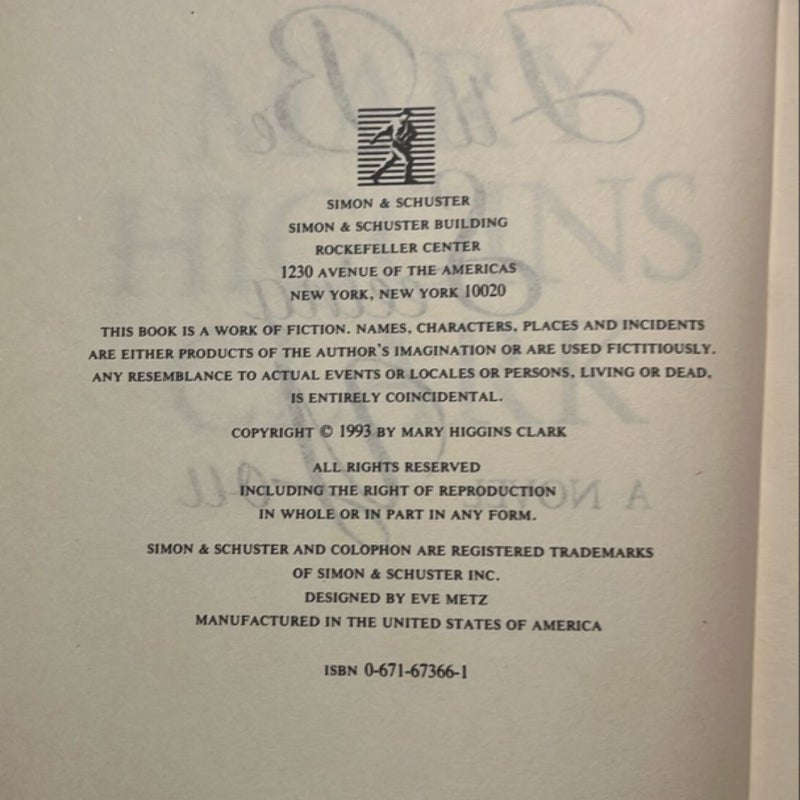 SIMON & SCHUSTER
SIMON & SCHUSTER BUILDING
ROCKEFELLER CENTER
1230 AVENUE OF THE AMERICAS
NEW YORK, NEW YORK 10020
THIS BOOK IS A WORK OF FICTION. NAMES, CHARACTERS, PLACES AND INCIDENTS
ARE EITHER PRODUCTS OF THE AUTHOR'S IMAGINATION OR ARE USED FICTITIOUSLY.
ANY RESEMBLANCE TO ACTUAL EVENTS OR LOCALES OR PERSONS, LIVING OR DEAD,
IS ENTIRELY COINCIDENTAL.
COPYRIGHT © 1993 BY MARY HIGGINS CLARK
ALL RIGHTS RESERVED
INCLUDING THE RIGHT OF REPRODUCTION
IN WHOLE OR IN PART IN ANY FORM.
SIMON & SCHUSTER AND COLOPHON ARE REGISTERED TRADEMARKS
OF SIMON & SCHUSTER INC.
DESIGNED BY EVE METZ
MANUFACTURED IN THE UNITED STATES OF AMERICA
ISBN 0-671-67366-1